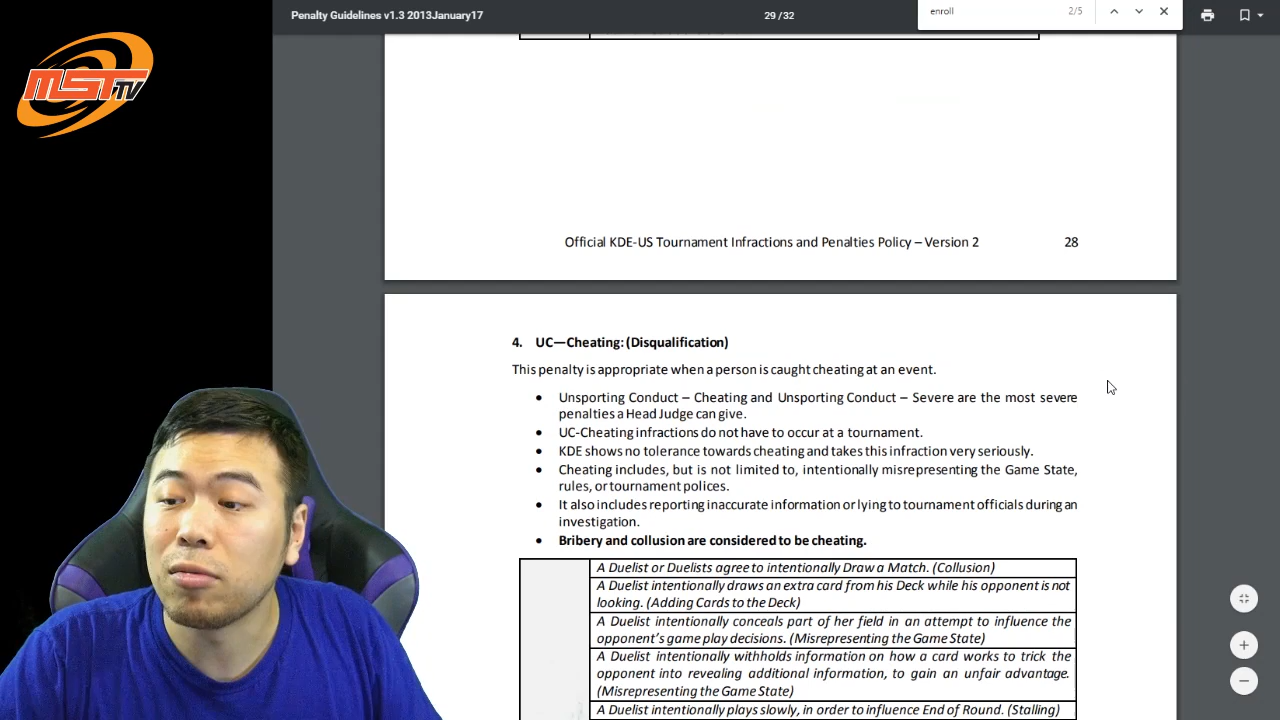 Penalty Guidelines v1.3 2013January17
29 / 32
enroll
2/5
MST TV
Official KDE-US Tournament Infractions and Penalties Policy – Version 2 28
4. UC—Cheating: (Disqualification)
This penalty is appropriate when a person is caught cheating at an event.
• Unsporting Conduct – Cheating and Unsporting Conduct – Severe are the most severe
penalties a Head Judge can give.
• UC-Cheating infractions do not have to occur at a tournament.
• KDE shows no tolerance towards cheating and takes this infraction very seriously.
• Cheating includes, but is not limited to, intentionally misrepresenting the Game State,
rules, or tournament polices.
• It also includes reporting inaccurate information or lying to tournament officials during an
investigation.
• Bribery and collusion are considered to be cheating.
A Duelist or Duelists agree to intentionally Draw a Match. (Collusion)
A Duelist intentionally draws an extra card from his Deck while his opponent is not
looking. (Adding Cards to the Deck)
A Duelist intentionally conceals part of her field in an attempt to influence the
opponent's game play decisions. (Misrepresenting the Game State)
A Duelist intentionally withholds information on how a card works to trick the
opponent into revealing additional information, to gain an unfair advantage.
(Misrepresenting the Game State)
A Duelist intentionally plays slowly, in order to influence End of Round. (Stalling)